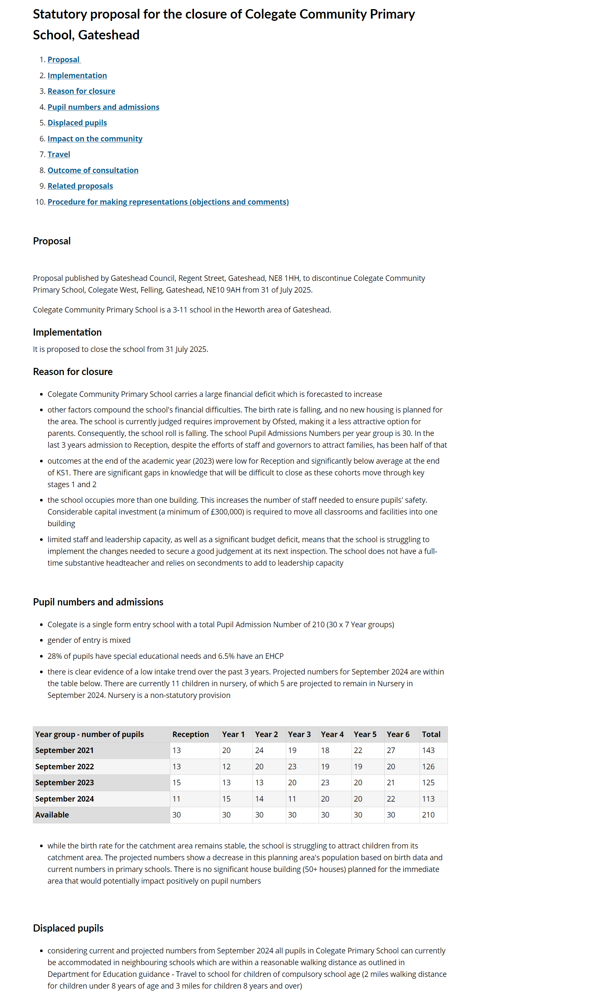 Statutory proposal for the closure of Colegate Community Primary
School, Gateshead
1. Proposal
2. Implementation
3. Reason for closure
4. Pupil numbers and admissions
5. Displaced pupils
6. Impact on the community
7. Travel
8. Outcome of consultation
9. Related proposals
10. Procedure for making representations (objections and comments)
Proposal
Proposal published by Gateshead Council, Regent Street, Gateshead, NE8 1HH, to discontinue Colegate Community
Primary School, Colegate West, Felling, Gateshead, NE10 9AH from 31 of July 2025.
Colegate Community Primary School is a 3-11 school in the Heworth area of Gateshead.
Implementation
It is proposed to close the school from 31 July 2025.
Reason for closure
• Colegate Community Primary School carries a large financial deficit which is forecasted to increase
• other factors compound the school's financial difficulties. The birth rate is falling, and no new housing is planned for
the area. The school is currently judged requires improvement by Ofsted, making it a less attractive option for
parents. Consequently, the school roll is falling. The school Pupil Admissions Numbers per year group is 30. In the
last 3 years admission to Reception, despite the efforts of staff and governors to attract families, has been half of that
• outcomes at the end of the academic year (2023) were low for Reception and significantly below average at the end
of KS1. There are significant gaps in knowledge that will be difficult to close as these cohorts move through key
stages 1 and 2
• the school occupies more than one building. This increases the number of staff needed to ensure pupils' safety.
Considerable capital investment (a minimum of £300,000) is required to move all classrooms and facilities into one
building
• limited staff and leadership capacity, as well as a significant budget deficit, means that the school is struggling to
implement the changes needed to secure a good judgement at its next inspection. The school does not have a full-
time substantive headteacher and relies on secondments to add to leadership capacity
Pupil numbers and admissions
• Colegate is a single form entry school with a total Pupil Admission Number of 210 (30 x 7 Year groups)
• gender of entry is mixed
• 28% of pupils have special educational needs and 6.5% have an EHCP
• there is clear evidence of a low intake trend over the past 3 years. Projected numbers for September 2024 are within
the table below. There are currently 11 children in nursery, of which 5 are projected to remain in Nursery in
September 2024. Nursery is a non-statutory provision
Year group - number of pupils Reception Year 1 Year 2 Year 3 Year 4 Year 5 Year 6 Total
September 2021 13 20 24 19 18 22 27 143
September 2022 13 12 20 23 19 19 20 126
September 2023 15 13 13 20 23 20 21 125
September 2024 11 15 14 11 20 20 22 113
Available 30 30 30 30 30 30 30 210
• while the birth rate for the catchment area remains stable, the school is struggling to attract children from its
catchment area. The projected numbers show a decrease in this planning area's population based on birth data and
current numbers in primary schools. There is no significant house building (50+ houses) planned for the immediate
area that would potentially impact positively on pupil numbers
Displaced pupils
• considering current and projected numbers from September 2024 all pupils in Colegate Primary School can currently
be accommodated in neighbouring schools which are within a reasonable walking distance as outlined in
Department for Education guidance - Travel to school for children of compulsory school age (2 miles walking distance
for children under 8 years of age and 3 miles for children 8 years and over)